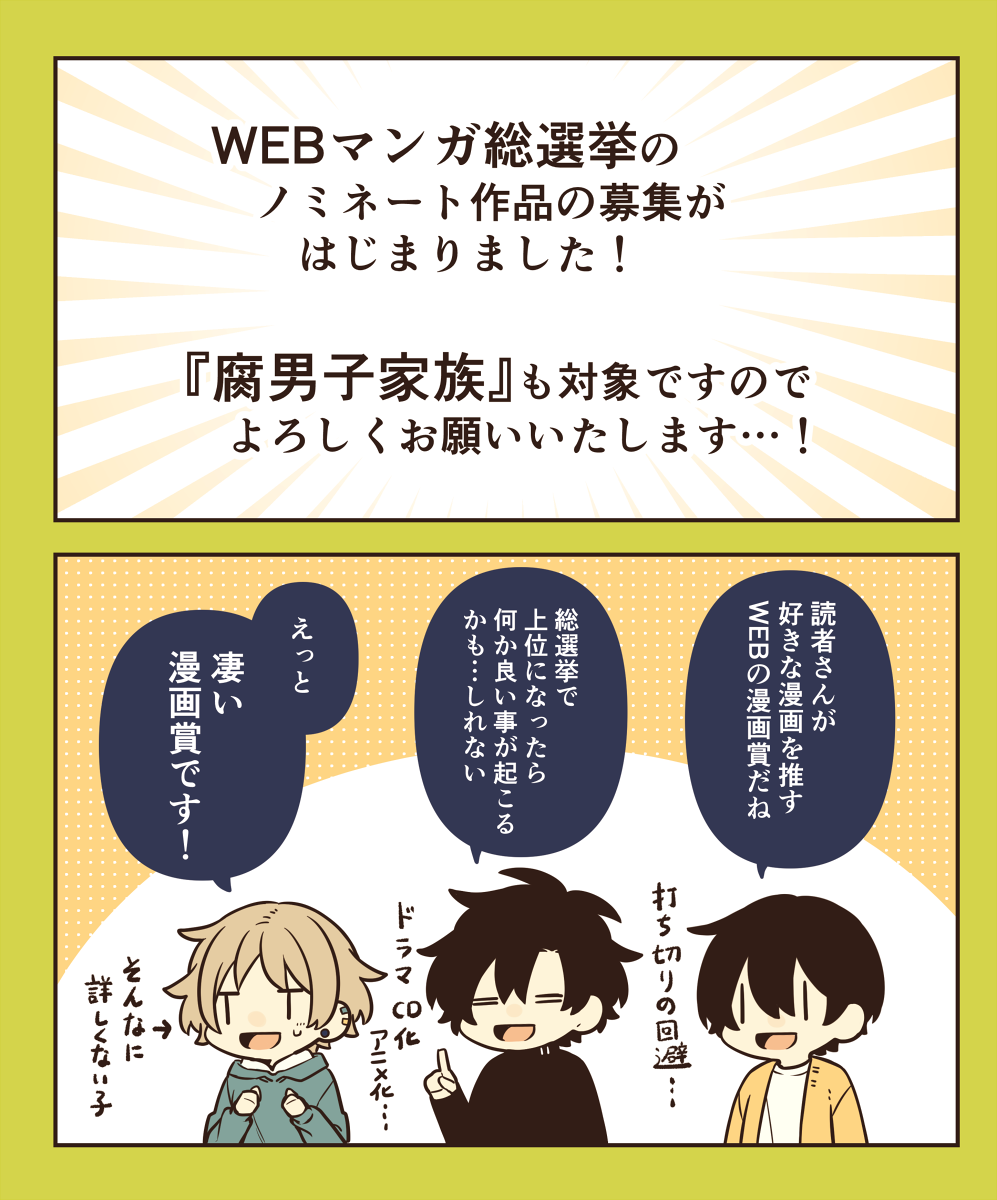 WEBマンガ総選挙の
ノミネート作品の募集が
はじまりました！
『腐男子家族』も対象ですので
よろしくお願いいたします…！
読者さんが
好きな漫画を推す
WEBの漫画賞だね
打ち切りの回避…
総選挙で
上位になったら
何か良い事が起こる
かも…しれない
ドラマCD化
アニメ化…
えっと
凄い
漫画賞です！
そんなに
詳しくない子
→